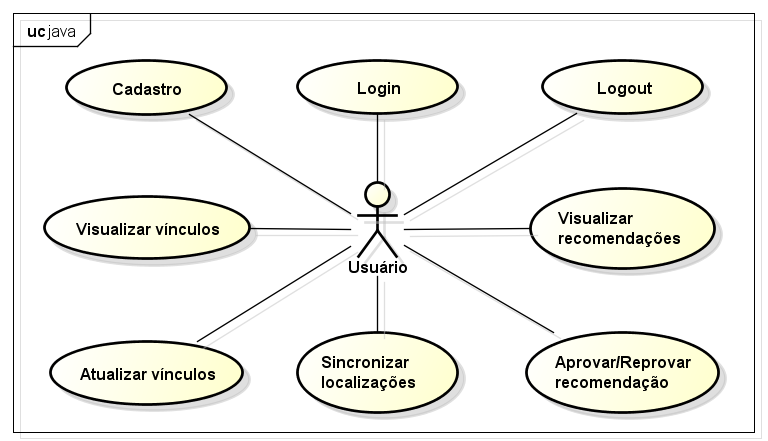 uc java
Cadastro
Login
Logout
Visualizar vínculos
Visualizar
recomendações
Usuário
Atualizar vínculos
Sincronizar
localizações
Aprovar/Reprovar
recomendação